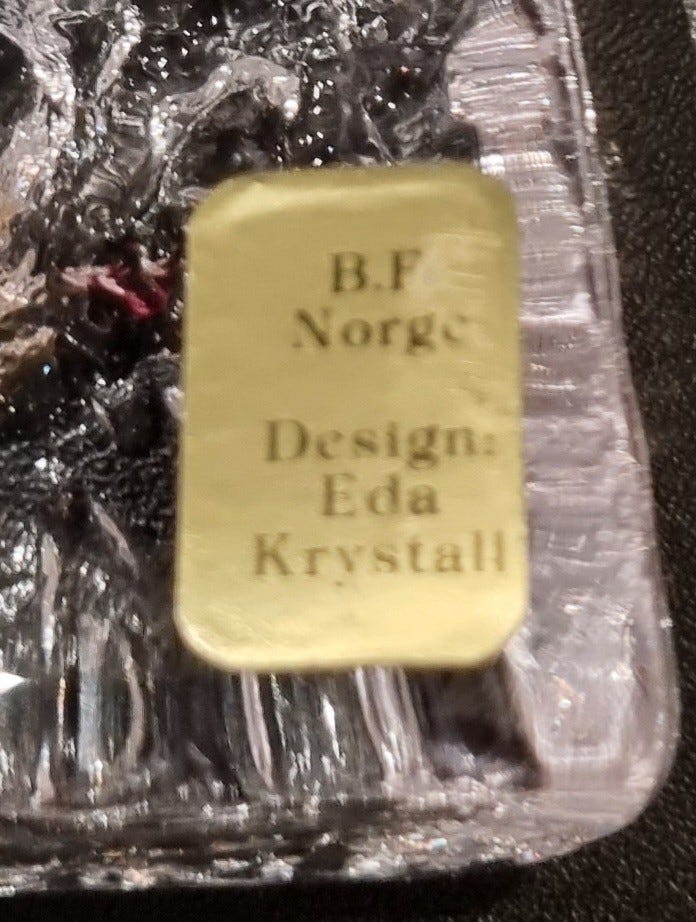 B.F
Norge
Design:
Eda
Krystall